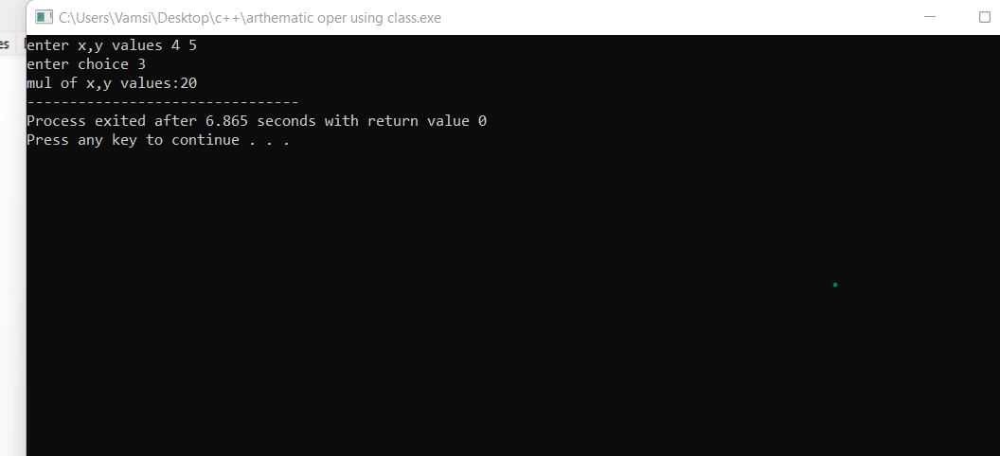 C:\Users\Vamsi\Desktop\c++\arthematic oper using class.exe
es
enter x,y values 4 5
enter choice 3
mul of x,y values:20
--------------------------------
Process exited after 6.865 seconds with return value 0
Press any key to continue . . .